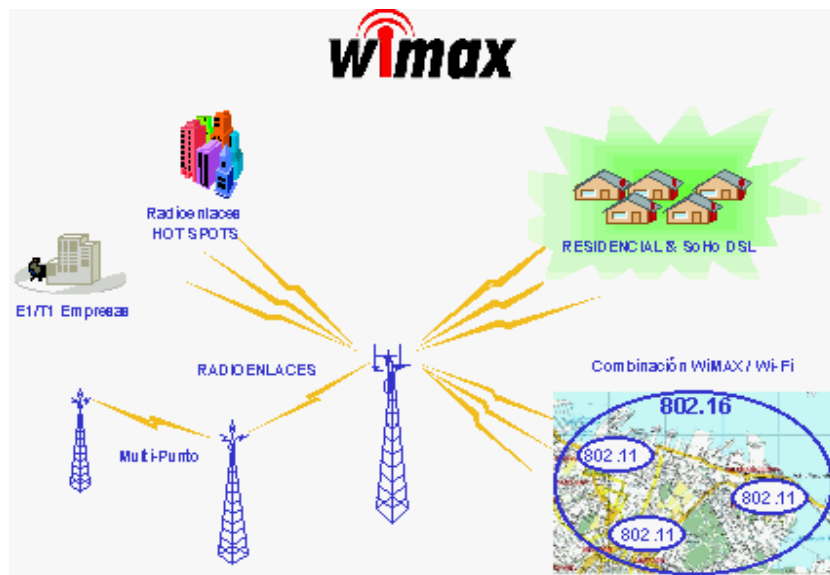 wimax
Radioenlaces
HOT SPOTS
RESIDENCIAL & SoHo DSL
E1/T1 Empresas
RADIOENLACES
Combinación WiMAX / Wi-Fi
802.16
Multi-Punto
802.11
802.11
802.11